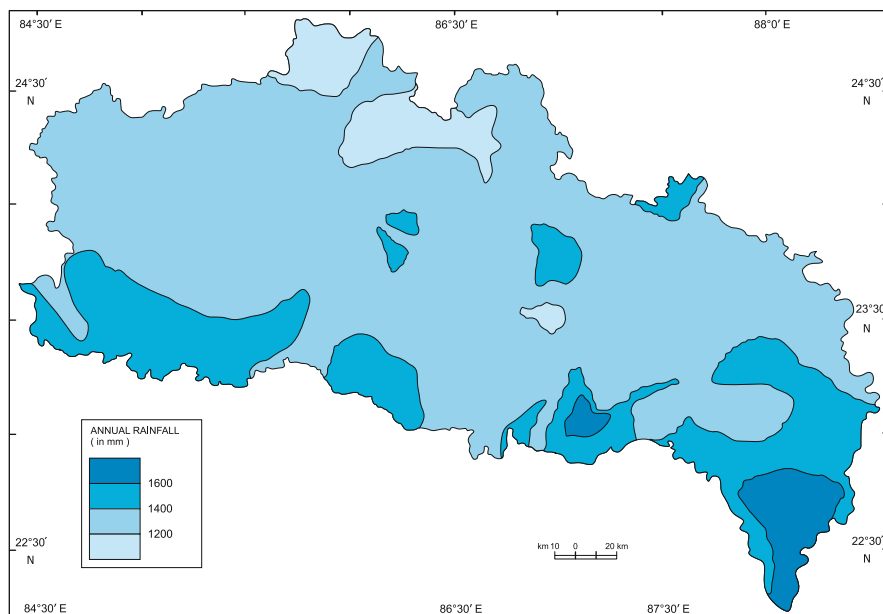 84°30′ E 86°30′ E 88°0′
24°30′ 24°30′
N N
23°30′
N
ANNUAL RAINFALL
( in mm )
1600
1400
1200
22°30′ 22°30′
N N
km 10 0 20 km
84°30′ E 86°30′ E 87°30′ E